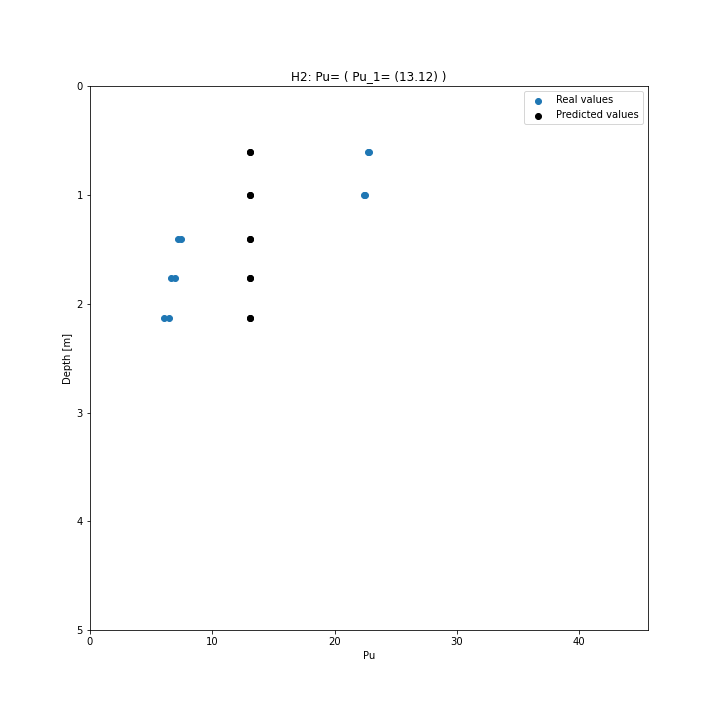 H2: Pu= ( Pu_1= (13.12) )
Real values
Predicted values
0
1
2
3
4
5
Depth [m]
0
10
20
30
40
Pu